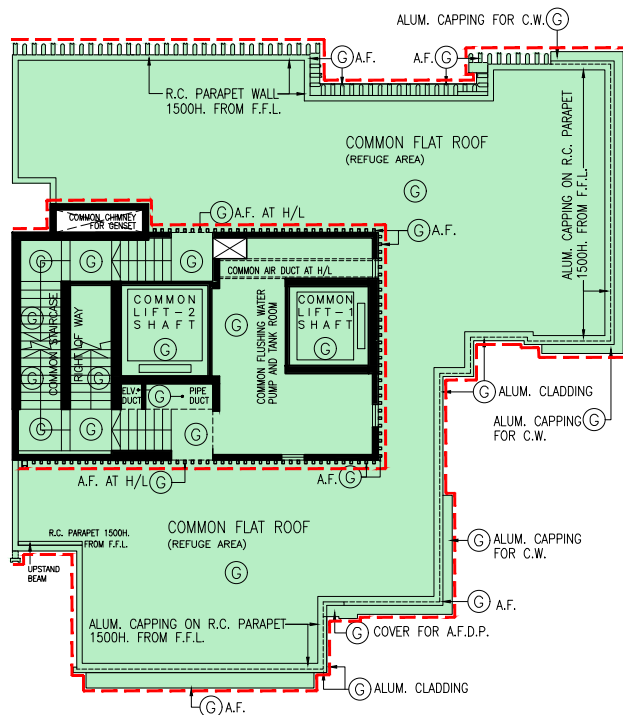 ALUM. CAPPING FOR C.W. G
G A.F.
A.F. G
R.C. PARAPET WALL
1500H. FROM F.F.L.
COMMON FLAT ROOF
(REFUGE AREA)
G
ALUM. CAPPING ON R.C. PARAPET
1500H. FROM F.F.L.
COMMON CHIMNEY
FOR GENSET
G A.F. AT H/L
G A.F.
G G G
COMMON AIR DUCT AT H/L
COMMON
LIFT-2
SHAFT
G
G
COMMON
LIFT-1
SHAFT
G
COMMON FLUSHING WATER
PUMP AND TANK ROOM
COMMON STAIRCASE
RIGHT OF WAY
G
G G
ELV.
DUCT
G
PIPE
DUCT
G G G
G ALUM. CLADDING
ALUM. CAPPING
FOR C.W. G
A.F. AT H/L G
A.F. G
COMMON FLAT ROOF
(REFUGE AREA)
G
R.C. PARAPET 1500H.
FROM F.F.L.
UPSTAND
BEAM
G ALUM. CAPPING
FOR C.W.
G A.F.
ALUM. CAPPING ON R.C. PARAPET
1500H. FROM F.F.L.
G COVER FOR A.F.D.P.
G ALUM. CLADDING
G A.F.